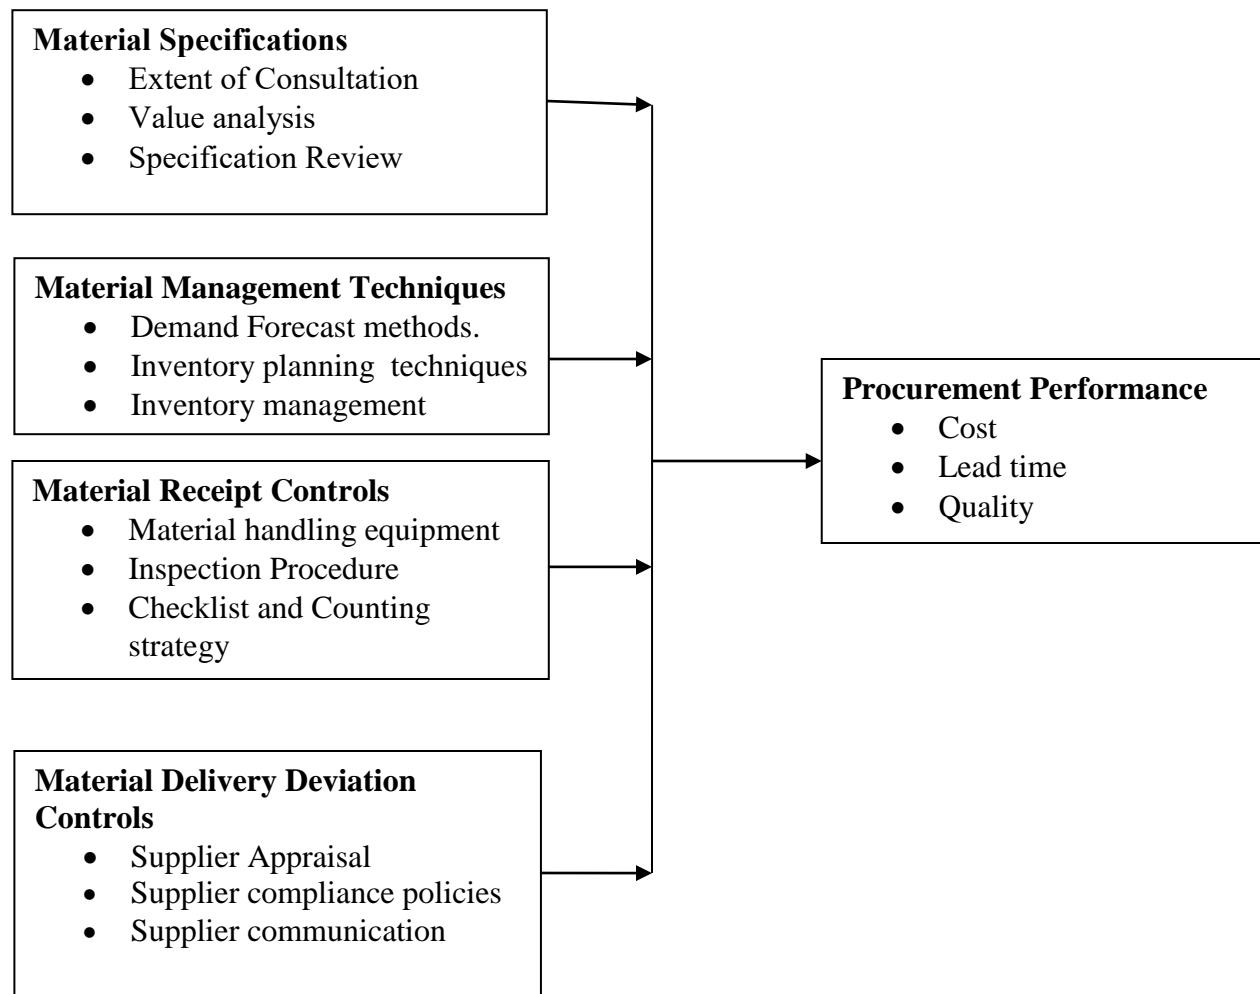 Material Specifications
• Extent of Consultation
• Value analysis
• Specification Review
Material Management Techniques
• Demand Forecast methods.
• Inventory planning  techniques
• Inventory management
Material Receipt Controls
• Material handling equipment
• Inspection Procedure
• Checklist and Counting
strategy
Material Delivery Deviation
Controls
• Supplier Appraisal
• Supplier compliance policies
• Supplier communication
Procurement Performance
• Cost
• Lead time
• Quality